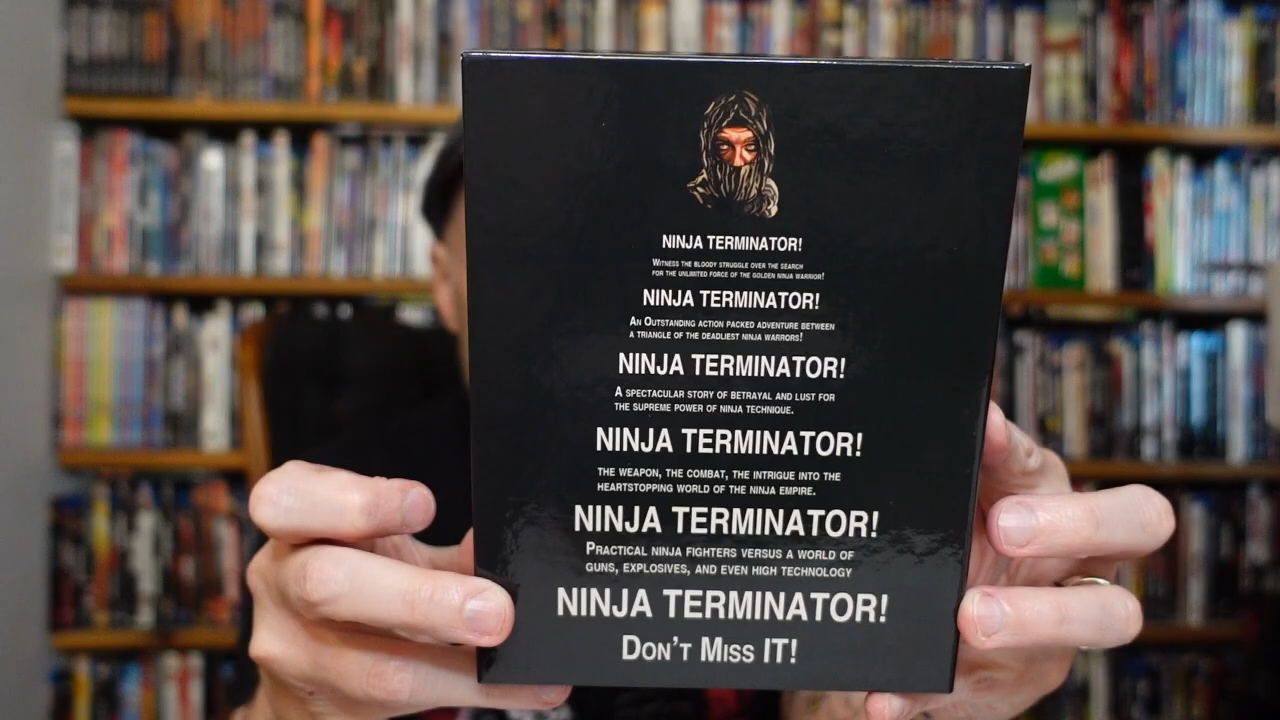 NINJA TERMINATOR!
WITNESS THE BLOODY STRUGGLE OVER THE SEARCH
FOR THE UNLIMITED FORCE OF THE GOLDEN NINJA WARRIOR!
NINJA TERMINATOR!
AN OUTSTANDING ACTION PACKED ADVENTURE BETWEEN
A TRIANGLE OF THE DEADLIEST NINJA WARRORS!
NINJA TERMINATOR!
A SPECTACULAR STORY OF BETRAYAL AND LUST FOR
THE SUPREME POWER OF NINJA TECHNIQUE.
NINJA TERMINATOR!
THE WEAPON, THE COMBAT, THE INTRIGUE INTO THE
HEARTSTOPPING WORLD OF THE NINJA EMPIRE.
NINJA TERMINATOR!
PRACTICAL NINJA FIGHTERS VERSUS A WORLD OF
GUNS, EXPLOSIVES, AND EVEN HIGH TECHNOLOGY
NINJA TERMINATOR!
DON'T MISS IT!